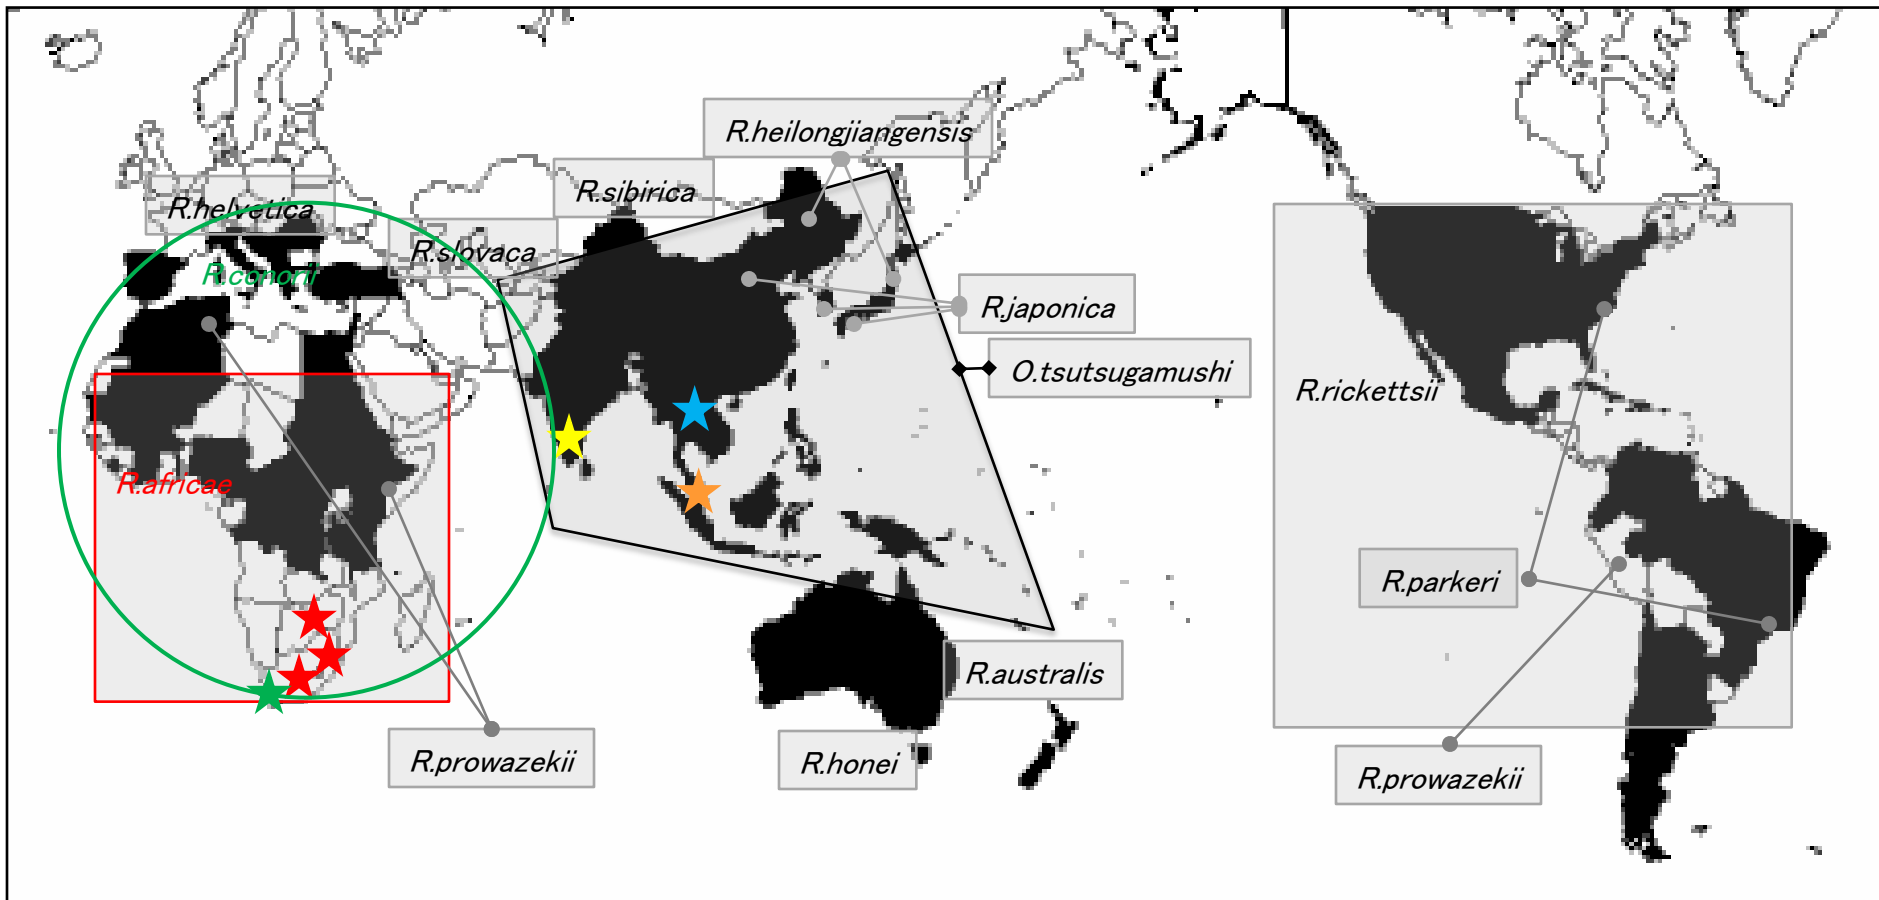 R.heilongjiangensis
R.sibirica
R.helvetica
R.slovaca
R.conorii
R.japonica
O.tsutsugamushi
R.rickettsii
R.africae
R.parkeri
R.australis
R.prowazekii
R.honei
R.prowazekii